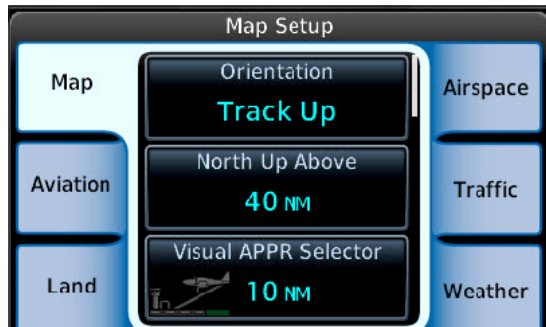 Map Setup
Map
Orientation
Track Up
Airspace
Aviation
North Up Above
40 NM
Traffic
Land
Visual APPR Selector
10 NM
Weather